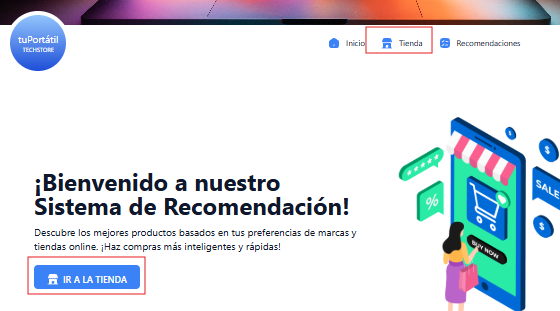 tuPortátil
TECHSTORE
Inicio
Tienda
Recomendaciones
¡Bienvenido a nuestro
Sistema de Recomendación!
Descubre los mejores productos basados en tus preferencias de marcas y
tiendas online. ¡Haz compras más inteligentes y rápidas!
IR A LA TIENDA
%
$
$
SALE
$
BUY NOW